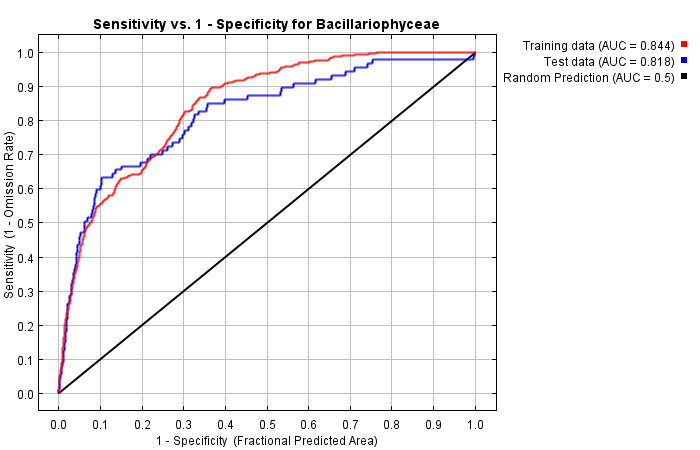 Sensitivity vs. 1 - Specificity for Bacillariophyceae
Training data (AUC = 0.844)
Test data (AUC = 0.818)
Random Prediction (AUC = 0.5)
Sensitivity (1 - Omission Rate)
1.0
0.9
0.8
0.7
0.6
0.5
0.4
0.3
0.2
0.1
0.0
0.0 0.1 0.2 0.3 0.4 0.5 0.6 0.7 0.8 0.9 1.0
1 - Specificity (Fractional Predicted Area)